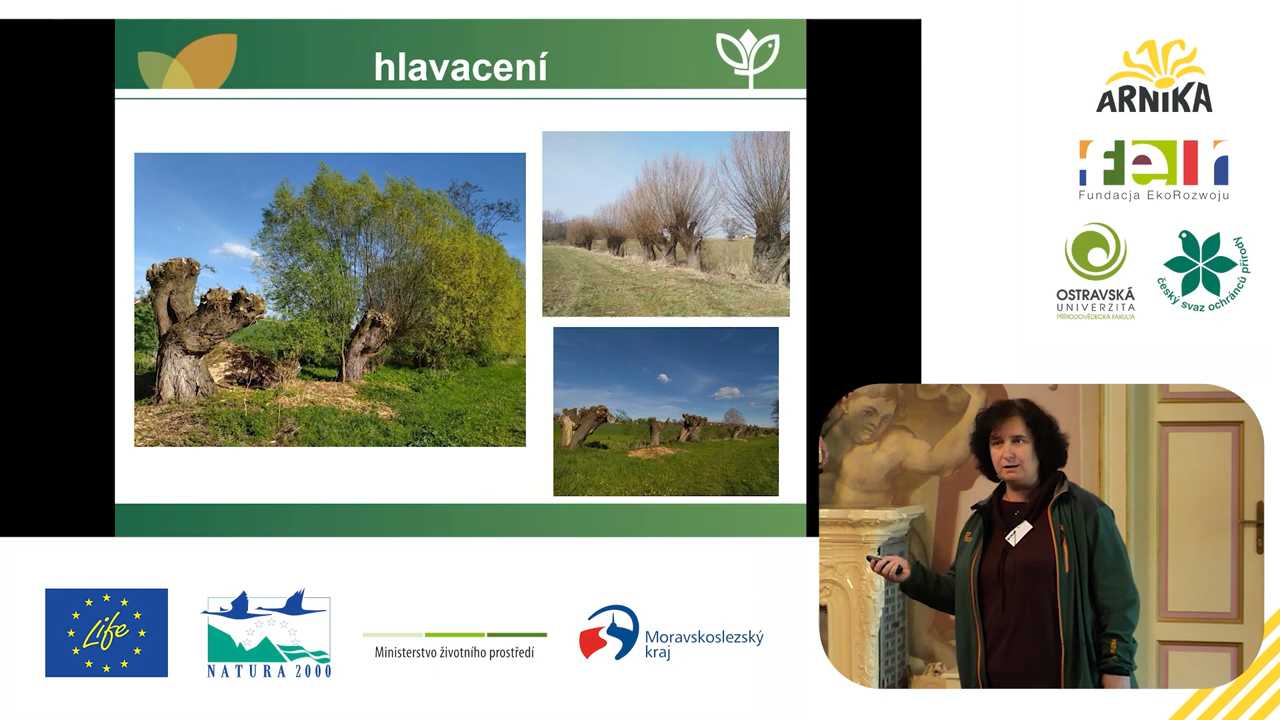 hlavacení
ARNIKA
feli
Fundacja EkoRozwoju
OSTRAVSKÁ
UNIVERZITA
PŘÍRODOVĚDECKÁ FAKULTA
český svaz ochránců přírody
Life
NATURA 2000
Ministerstvo životního prostředí
Moravskoslezský
kraj